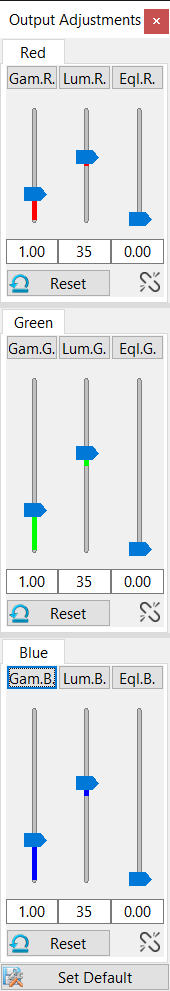 Output Adjustments
Red
Gam.R. Lum.R. Eql.R.
1.00 35 0.00
Reset
Green
Gam.G. Lum.G. Eql.G.
1.00 35 0.00
Reset
Blue
Gam.B. Lum.B. Eql.B.
1.00 35 0.00
Reset
Set Default